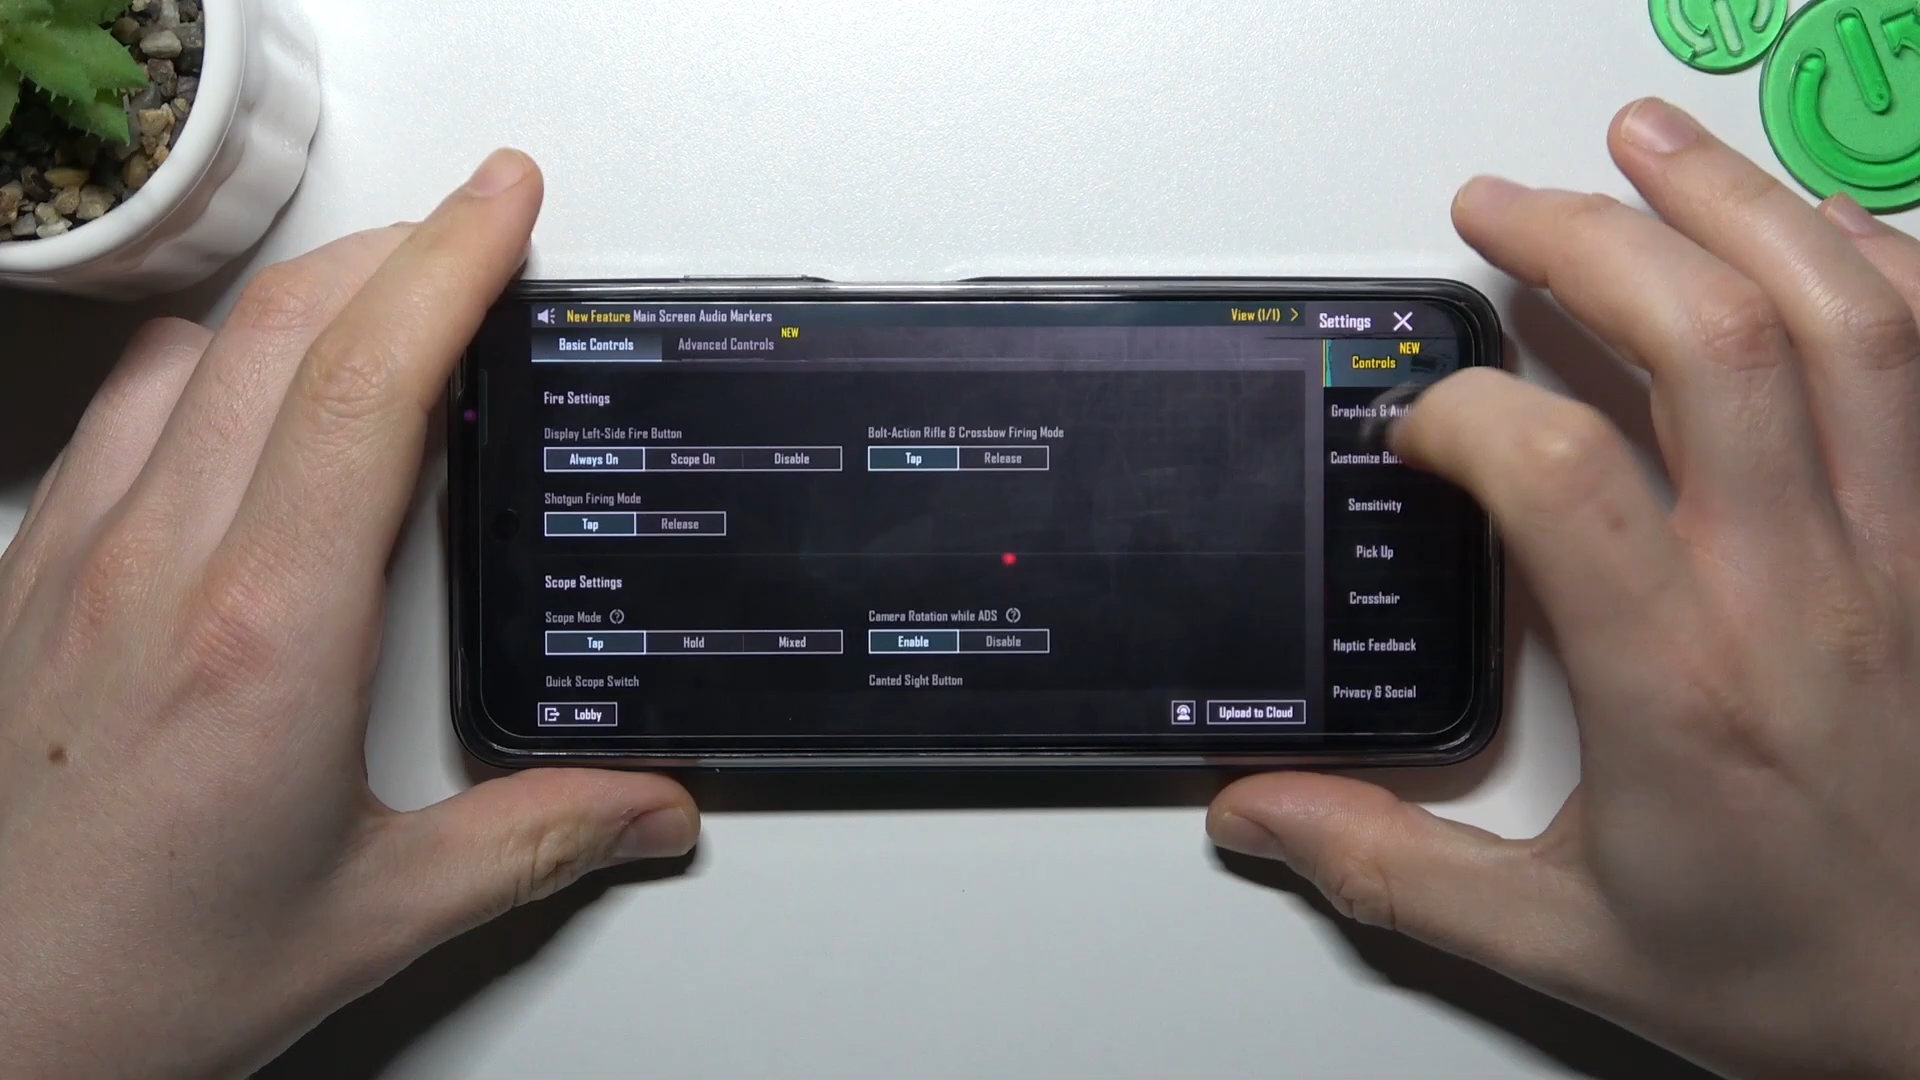 New Feature Main Screen Audio Markers
View (1/1)
Settings
Basic Controls
Advanced Controls
NEW
Fire Settings
Display Left-Side Fire Button
Always On
Scope On
Disable
Bolt-Action Rifle & Crossbow Firing Mode
Tap
Release
Shotgun Firing Mode
Tap
Release
Scope Settings
Scope Mode
Tap
Hold
Mixed
Camera Rotation while ADS
Enable
Disable
Quick Scope Switch
Canted Sight Button
Lobby
Upload to Cloud
NEW
Controls
Graphics &
Customize
Sensitivity
Pick Up
Crosshair
Haptic Feedback
Privacy & Social